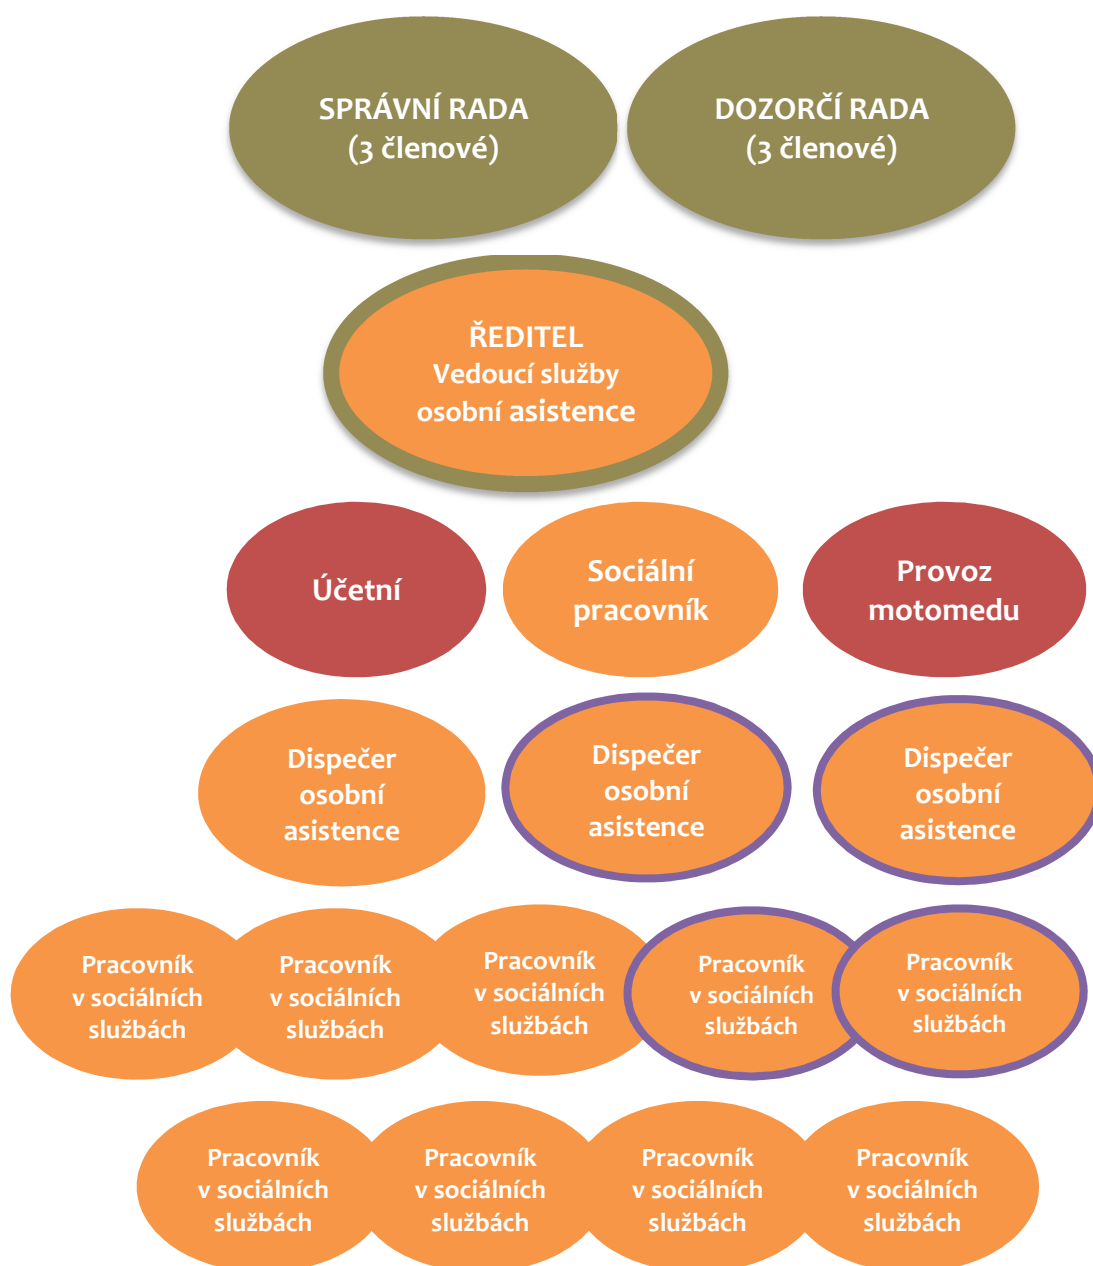 SPRÁVNÍ RADA
(3 členové)
DOZORČÍ RADA
(3 členové)
ŘEDITEL
Vedoucí služby
osobní asistence
Účetní
Sociální
pracovník
Provoz
motomedu
Dispečer
osobní
asistence
Dispečer
osobní
asistence
Dispečer
osobní
asistence
Pracovník
v sociálních
službách
Pracovník
v sociálních
službách
Pracovník
v sociálních
službách
Pracovník
v sociálních
službách
Pracovník
v sociálních
službách
Pracovník
v sociálních
službách
Pracovník
v sociálních
službách
Pracovník
v sociálních
službách
Pracovník
v sociálních
službách